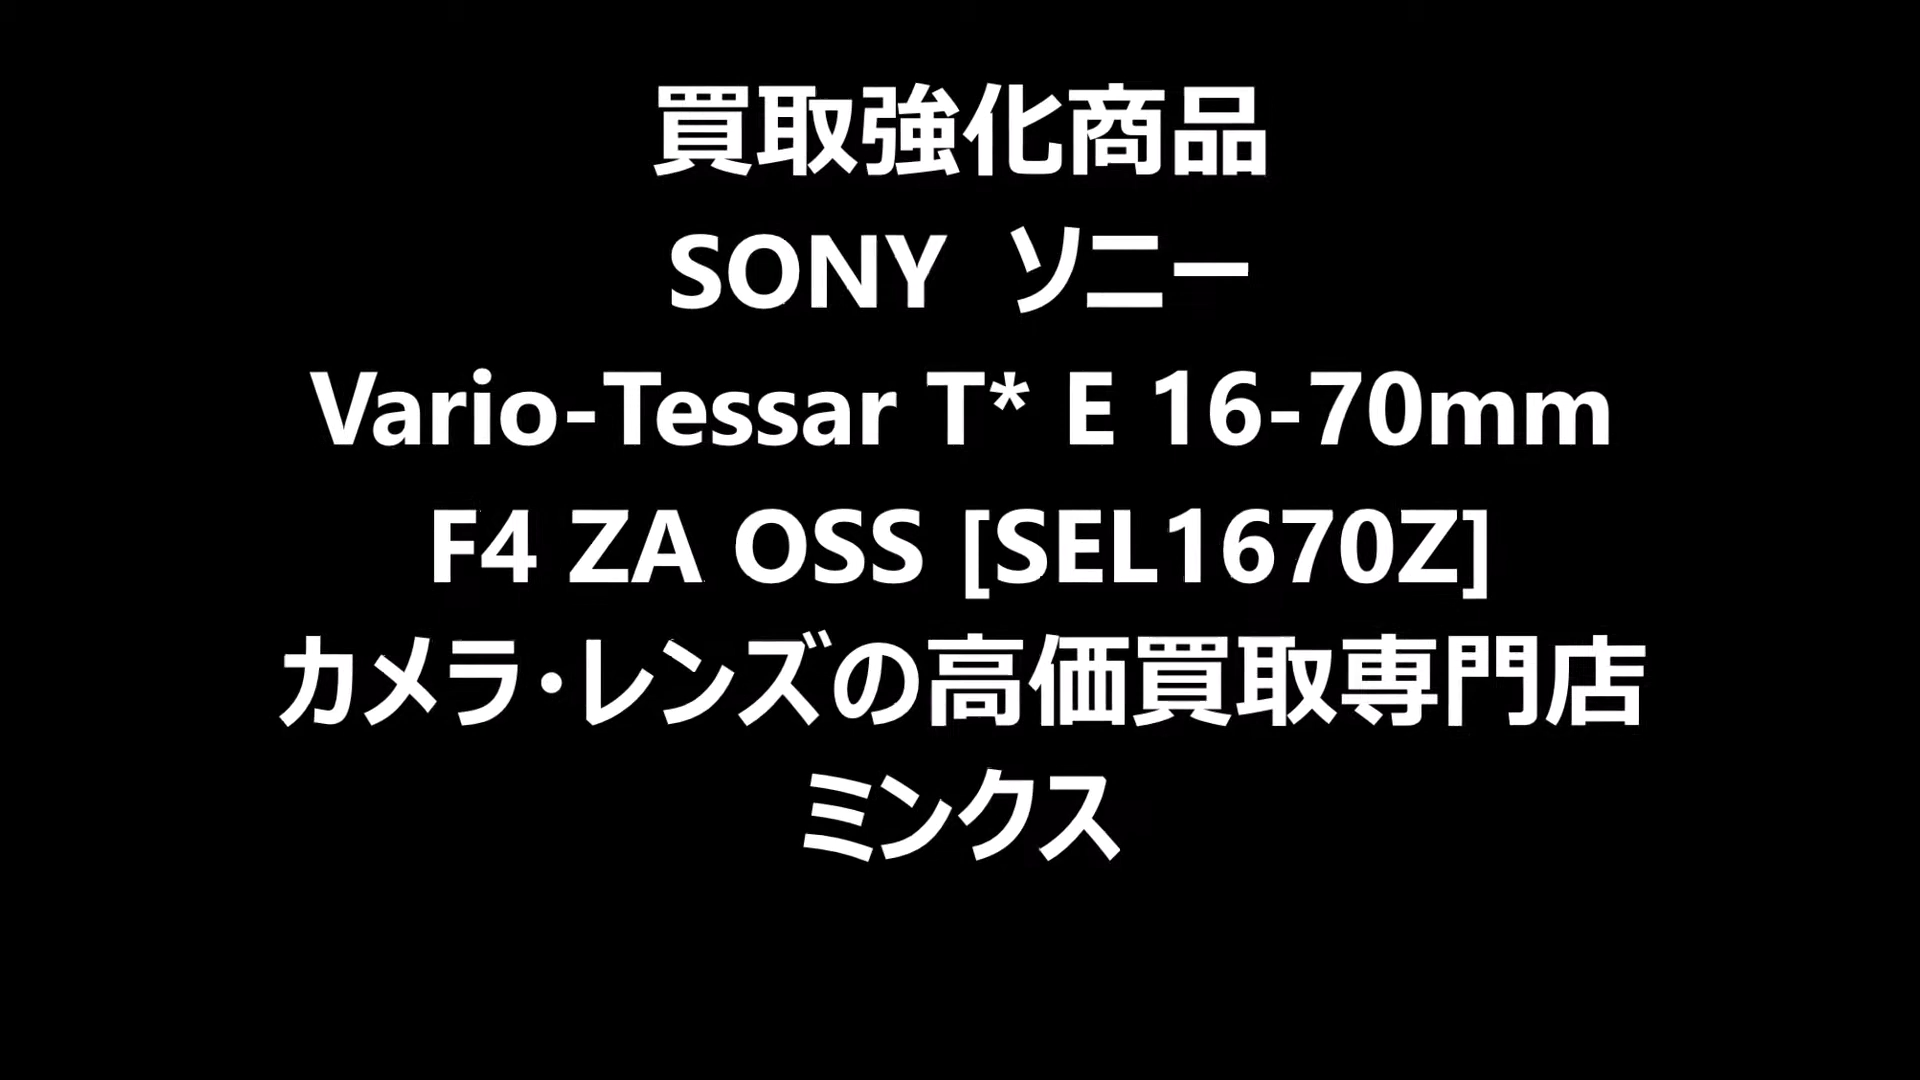 買取強化商品
SONY ソニー
Vario-Tessar T* E 16-70mm
F4 ZA OSS [SEL1670Z]
カメラ・レンズの高価買取専門店
ミンクス